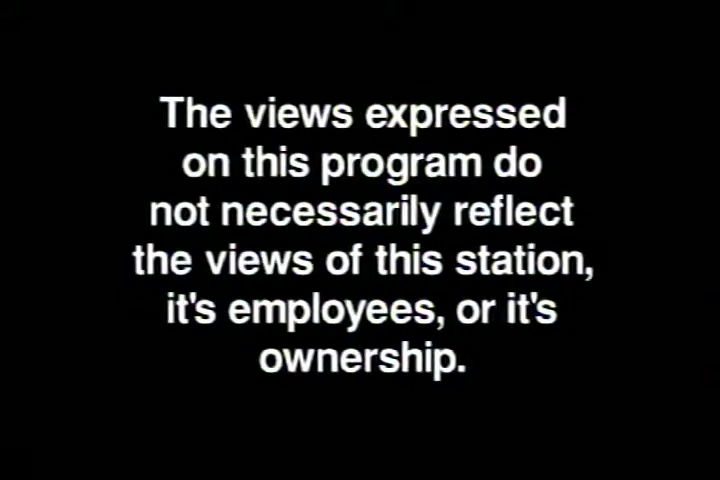 The views expressed
on this program do
not necessarily reflect
the views of this station,
it's employees, or it's
ownership.